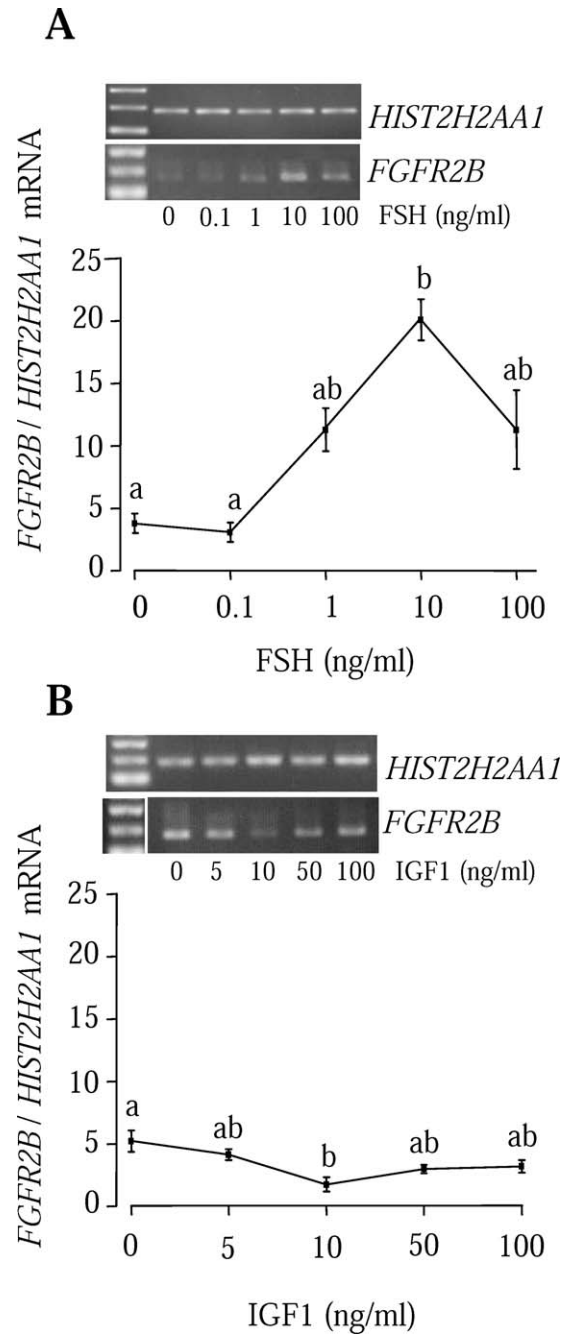 A
HIST2H2AA1
FGFR2B
0 0.1 1 10 100 FSH (ng/ml)
FGFR2B / HIST2H2AA1 mRNA
25
20
15
10
5
0
a a ab b ab
0 0.1 1 10 100
FSH (ng/ml)
B
HIST2H2AA1
FGFR2B
0 5 10 50 100 IGF1 (ng/ml)
FGFR2B / HIST2H2AA1 mRNA
25
20
15
10
5
0
a ab b ab ab
0 5 10 50 100
IGF1 (ng/ml)